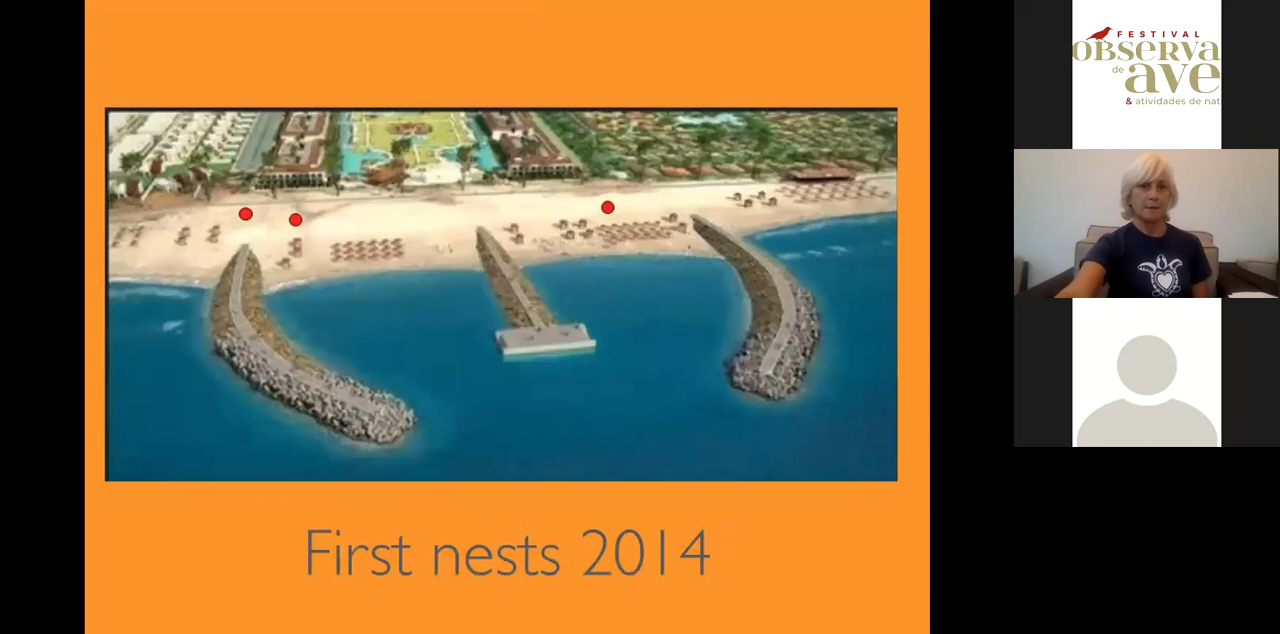 First nests 2014
FESTIVAL
OBSERVA
de ave
& atividades de nat